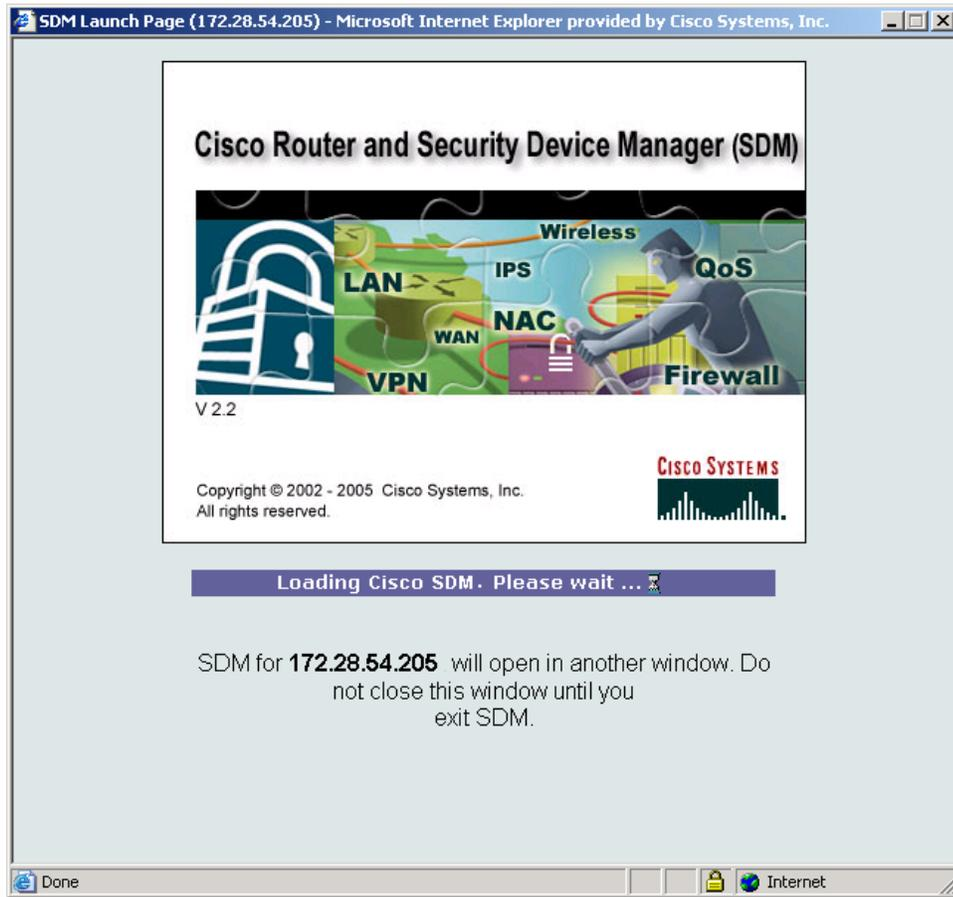 SDM Launch Page (172.28.54.205) - Microsoft Internet Explorer provided by Cisco Systems, Inc.
Cisco Router and Security Device Manager (SDM)
Wireless
LAN
IPS
QoS
NAC
WAN
VPN
Firewall
V 2.2
CISCO SYSTEMS
Copyright © 2002 - 2005 Cisco Systems, Inc.
All rights reserved.
Loading Cisco SDM. Please wait ...
SDM for 172.28.54.205 will open in another window. Do
not close this window until you
exit SDM.
Done
Internet